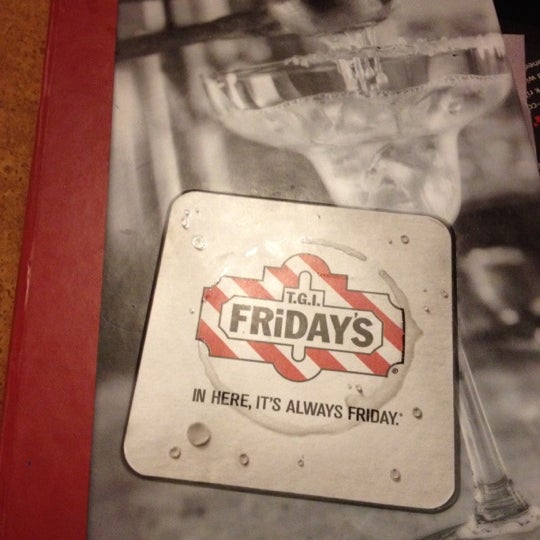 T.G.I.
FRiDAY'S
®
IN HERE, IT'S ALWAYS FRIDAY.®